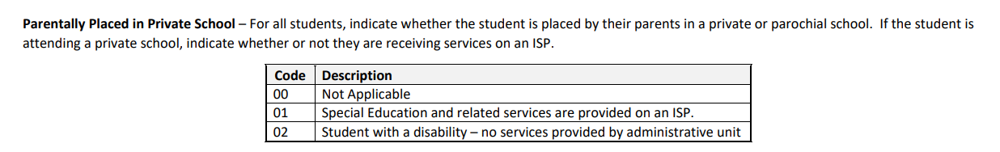 Parentally Placed in Private School – For all students, indicate whether the student is placed by their parents in a private or parochial school.  If the student is
attending a private school, indicate whether or not they are receiving services on an ISP.
Code Description
00 Not Applicable
01 Special Education and related services are provided on an ISP.
02 Student with a disability – no services provided by administrative unit